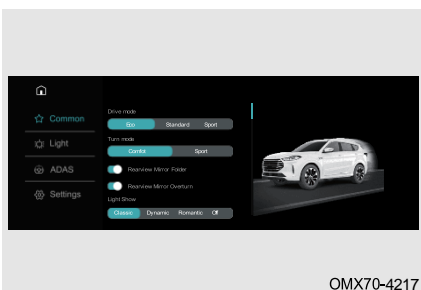 Common
Light
ADAS
Settings
Drive mode
Eco Standard Sport
Turn mode
Comfot Sport
Rearview Mirror Folder
Rearview Mirror Overturn
Light Show
Classic Dynamic Romantic Off
OMX70-4217